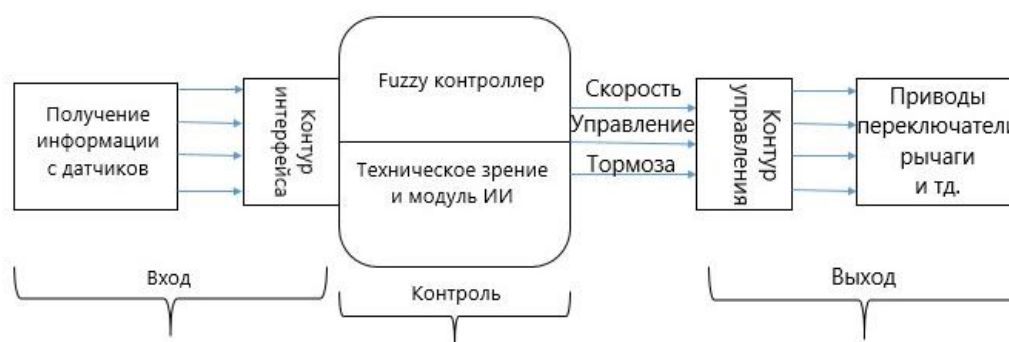 Получение
информации
с датчиков
Контур
интерфейса
Fuzzy контроллер
Техническое зрение
и модуль ИИ
Скорость
Управление
Тормоза
Контур
управления
Приводы
переключатели
рычаги
и тд.
Вход
Контроль
Выход